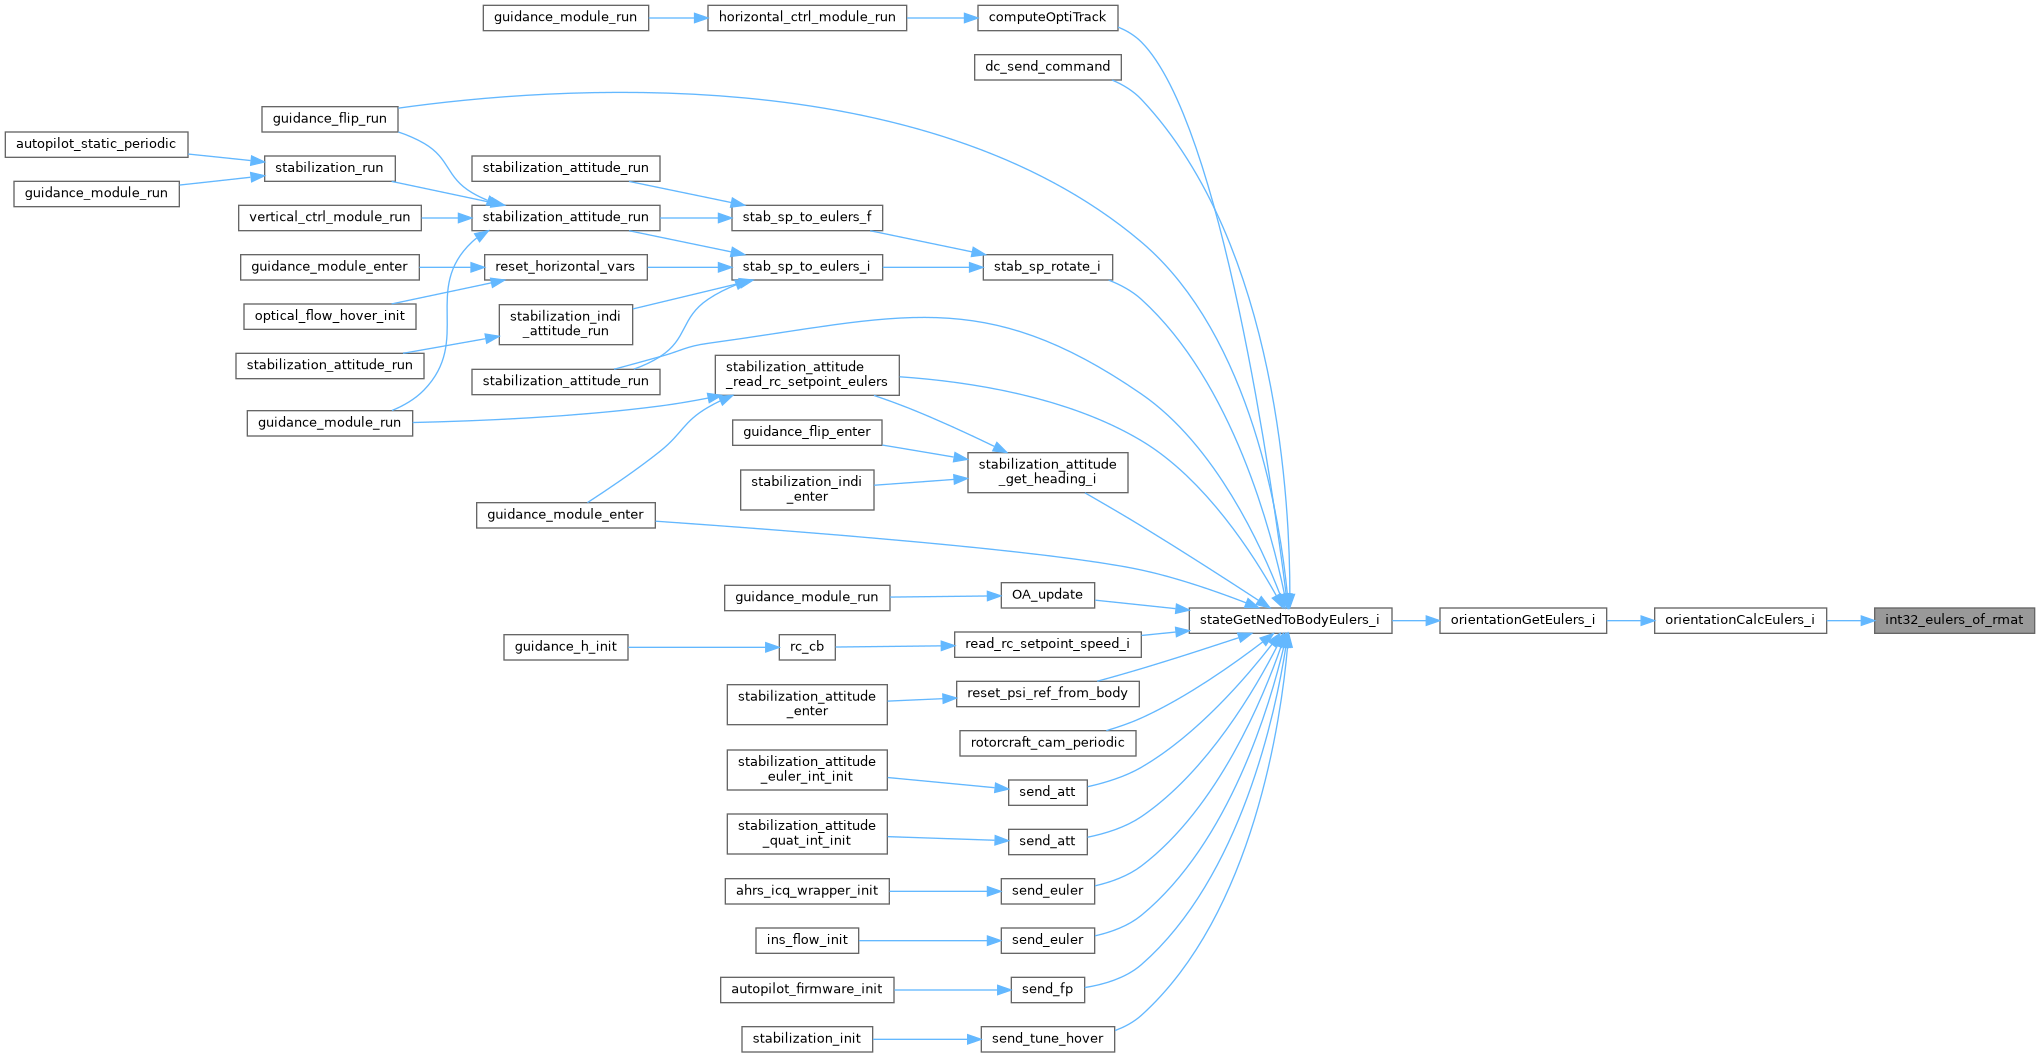 guidance_module_run
horizontal_ctrl_module_run
computeOptiTrack
dc_send_command
guidance_flip_run
autopilot_static_periodic
stabilization_run
stabilization_attitude_run
guidance_module_run
vertical_ctrl_module_run
stabilization_attitude_run
stab_sp_to_eulers_f
guidance_module_enter
reset_horizontal_vars
stab_sp_to_eulers_i
stab_sp_rotate_i
optical_flow_hover_init
stabilization_indi
_attitude_run
stabilization_attitude_run
stabilization_attitude_run
stabilization_attitude
_read_rc_setpoint_eulers
guidance_module_run
guidance_flip_enter
stabilization_attitude
_get_heading_i
stabilization_indi
_enter
guidance_module_enter
guidance_module_run
OA_update
stateGetNedToBodyEulers_i
orientationGetEulers_i
orientationCalcEulers_i
int32_eulers_of_rmat
guidance_h_init
rc_cb
read_rc_setpoint_speed_i
stabilization_attitude
_enter
reset_psi_ref_from_body
rotorcraft_cam_periodic
stabilization_attitude
_euler_int_init
send_att
stabilization_attitude
_quat_int_init
send_att
ahrs_icq_wrapper_init
send_euler
ins_flow_init
send_euler
autopilot_firmware_init
send_fp
stabilization_init
send_tune_hover